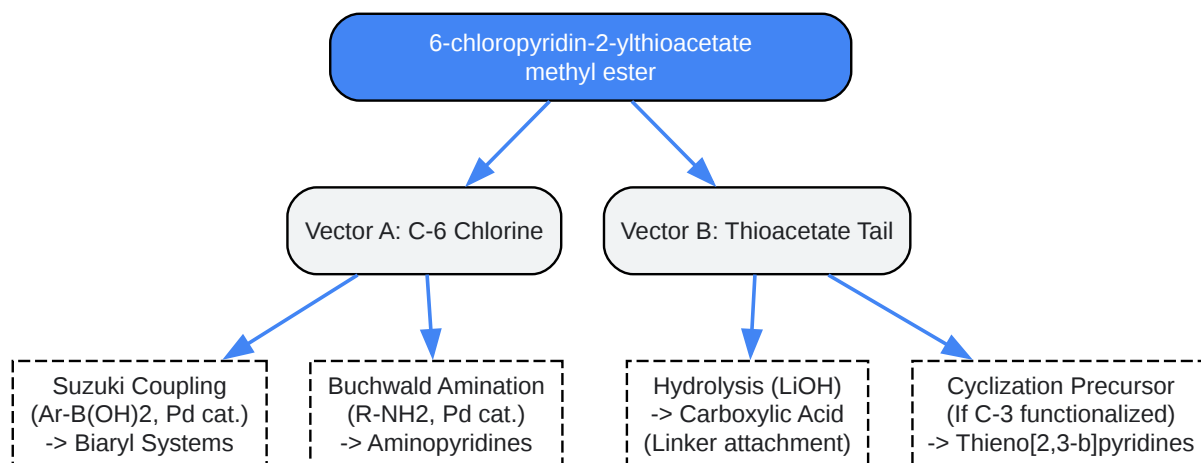 6-chloropyridin-2-ylthioacetate
methyl ester
Vector A: C-6 Chlorine
Vector B: Thioacetate Tail
Suzuki Coupling
(Ar-B(OH)2, Pd cat.)
-> Biaryl Systems
Buchwald Amination
(R-NH2, Pd cat.)
-> Aminopyridines
Hydrolysis (LiOH)
-> Carboxylic Acid
(Linker attachment)
Cyclization Precursor
(If C-3 functionalized)
-> Thieno[2,3-b]pyridines